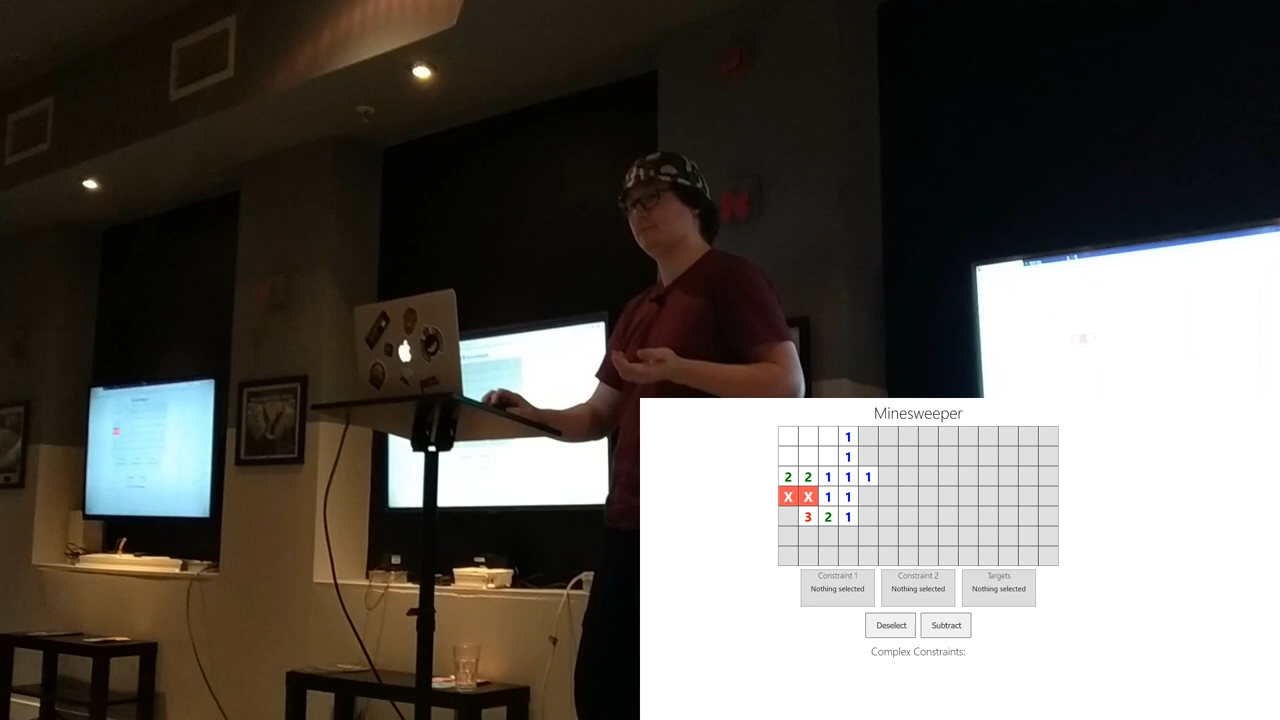 Minesweeper
1
1
2 2 1 1 1
X X 1 1
3 2 1
Constraint 1 Constraint 2 Targets
Nothing selected Nothing selected Nothing selected
Deselect Subtract
Complex Constraints: